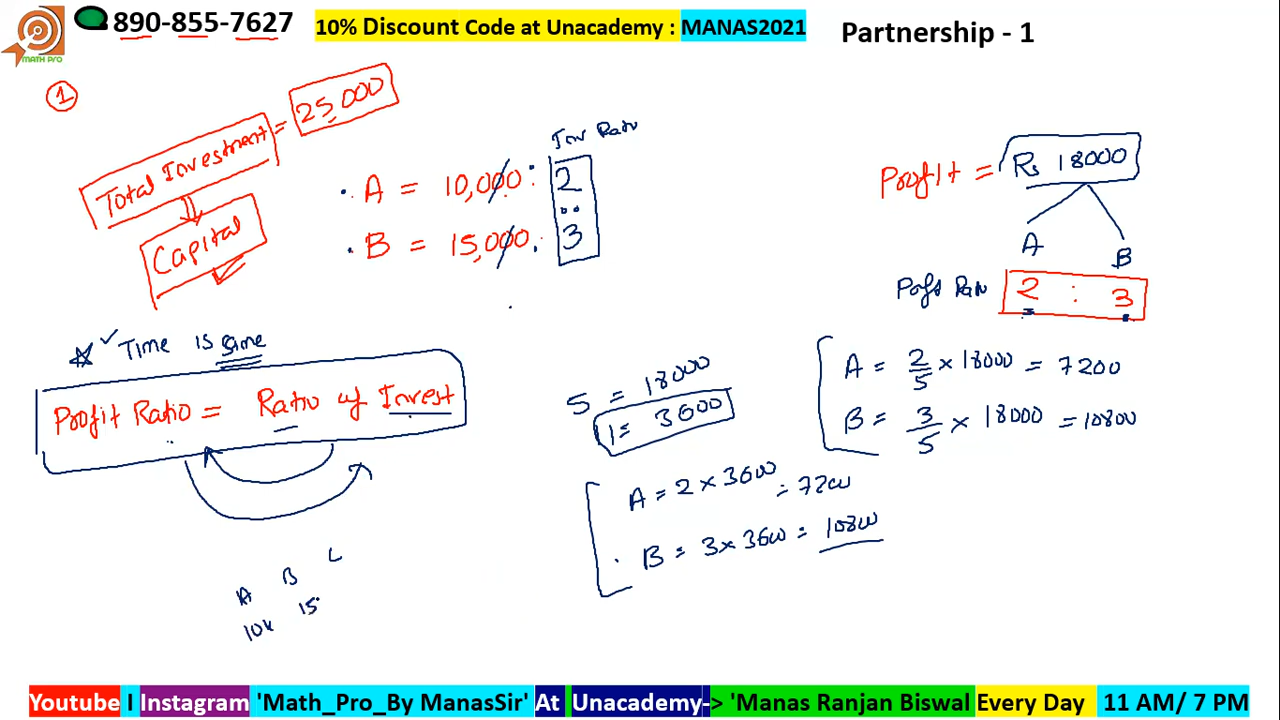 890-855-7627
10% Discount Code at Unacademy : MANAS2021
Partnership - 1
MATH PRO
1
Total Investment = 25,000
Capital
Inv Ratio
A = 10,000 : 2
:
B = 15,000 : 3
Profit = Rs 18000
A B
2 : 3
Time is same
Profit Ratio = Ratio of Invest
5 = 18000
1 = 3600
A = 2/5 × 18000 = 7200
B = 3/5 × 18000 = 10800
A = 2 × 3600 = 7200
B = 3 × 3600 = 10800
A B
10k 15
Youtube I Instagram 'Math_Pro_By ManasSir' At Unacademy-> 'Manas Ranjan Biswal Every Day 11 AM/ 7 PM